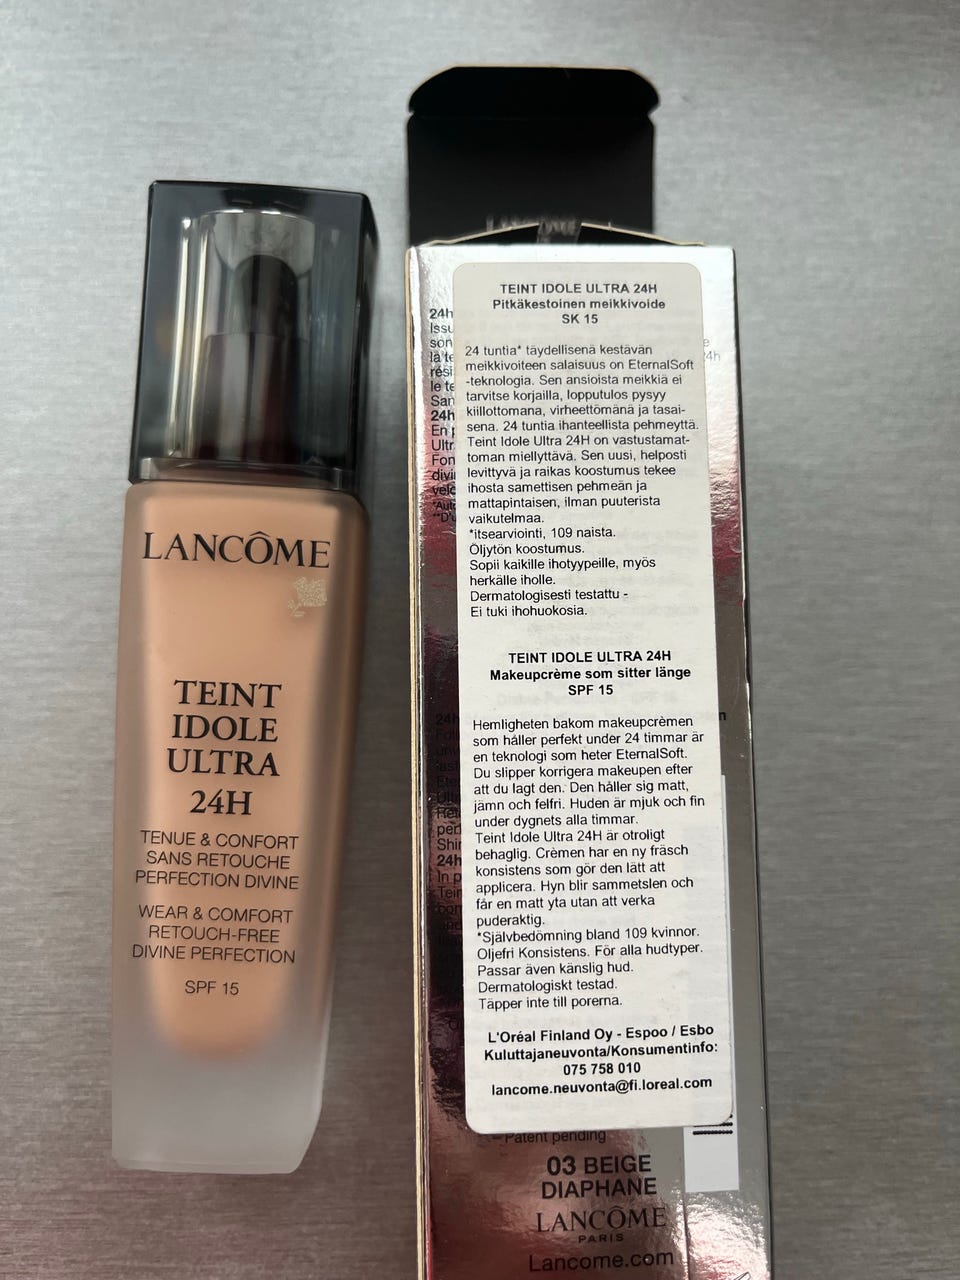 LANCÔME
TEINT
IDOLE
ULTRA
24H
TENUE & CONFORT
SANS RETOUCHE
PERFECTION DIVINE
WEAR & COMFORT
RETOUCH-FREE
DIVINE PERFECTION
SPF 15
TEINT IDOLE ULTRA 24H
Pitkäkestoinen meikkivoide
SK 15
24 tuntia* täydellisenä kestävän
meikkivoiteen salaisuus on EternalSoft
-teknologia. Sen ansioista meikkiä ei
tarvitse korjailla, lopputulos pysyy
kiillottomana, virheettömänä ja tasai-
sena. 24 tuntia ihanteellista pehmeyttä.
Teint Idole Ultra 24H on vastustamat-
toman miellyttävä. Sen uusi, helposti
levittyvä ja raikas koostumus tekee
ihosta samettisen pehmeän ja
mattapintaisen, ilman puuterista
vaikutelmaa.
*itsearviointi, 109 naista.
Öljytön koostumus.
Sopii kaikille ihotyypeille, myös
herkälle iholle.
Dermatologisesti testattu -
Ei tuki ihohuokosia.
TEINT IDOLE ULTRA 24H
Makeupcrème som sitter länge
SPF 15
Hemligheten bakom makeupcrèmen
som håller perfekt under 24 timmar är
en teknologi som heter EternalSoft.
Du slipper korrigera makeupen efter
att du lagt den. Den håller sig matt,
jämn och felfri. Huden är mjuk och fin
under dygnets alla timmar.
Teint Idole Ultra 24H är otroligt
behaglig. Crèmen har en ny fräsch
konsistens som gör den lätt att
applicera. Hyn blir sammetslen och
får en matt yta utan att verka
puderaktig.
*Självbedömning bland 109 kvinnor.
Oljefri Konsistens. För alla hudtyper.
Passar även känslig hud.
Dermatologiskt testad.
Täpper inte till porerna.
L'Oréal Finland Oy - Espoo / Esbo
Kuluttajaneuvonta/Konsumentinfo:
075 758 010
lancome.neuvonta@fi.loreal.com
– Patent pending
03 BEIGE
DIAPHANE
LANCÔME
PARIS
Lancome.com